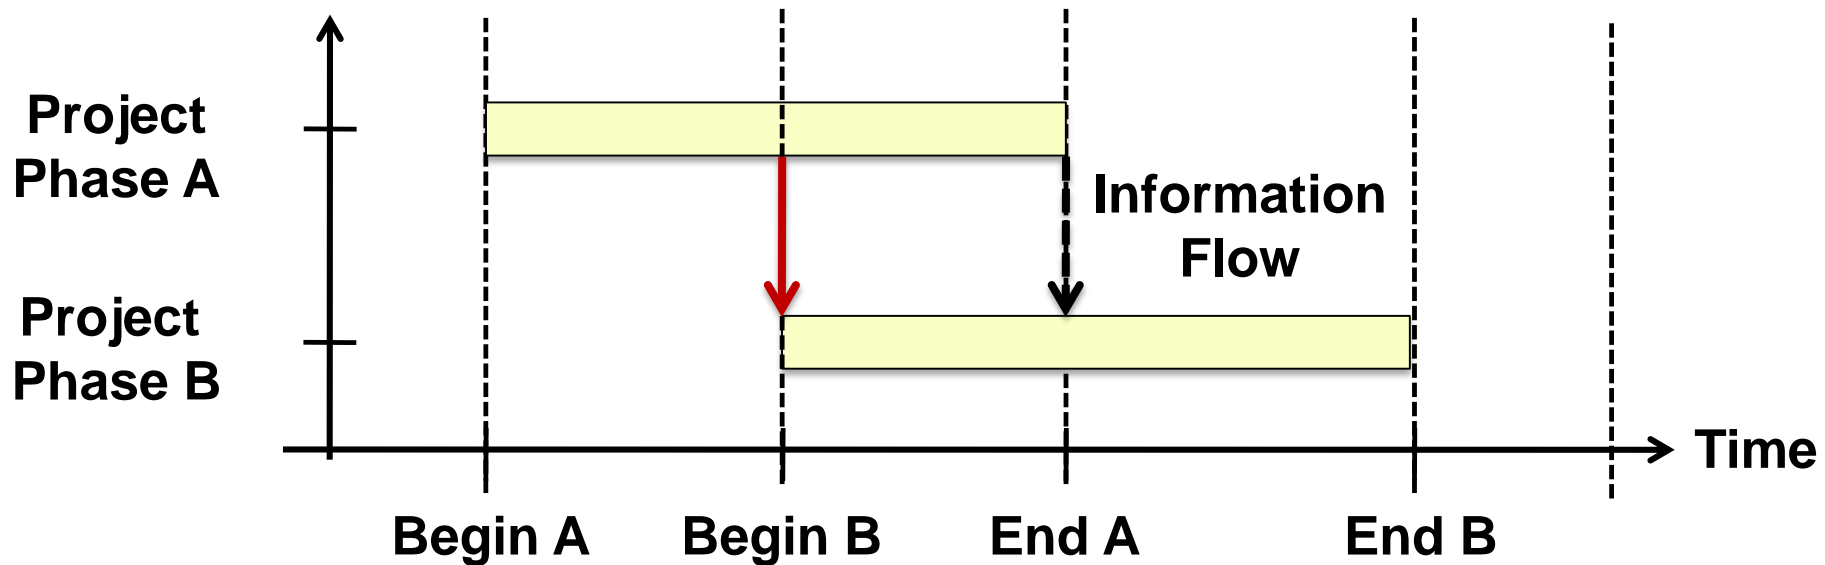 Project
Phase A
Information
Flow
Project
Phase B
Time
Begin A
Begin B
End A
End B